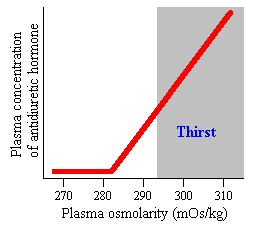 Plasma concentration
of antidiuretic hormone
Thirst
270 280 290 300 310
Plasma osmolarity (mOs/kg)